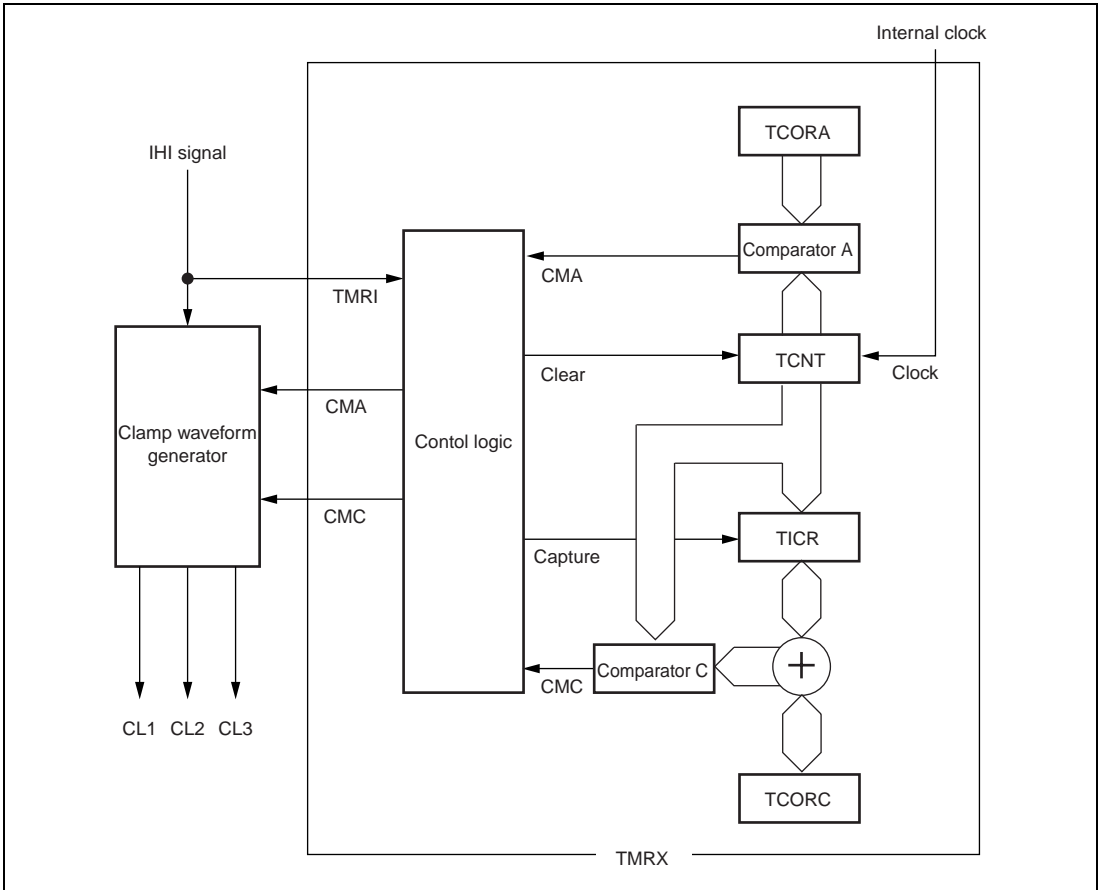 Internal clock
TCORA
IHI signal
Comparator A
CMA
TMRI
TCNT
Clear
Clock
CMA
Clamp waveform
generator
Contol logic
CMC
TICR
Capture
Comparator C
CMC
+
CL1 CL2 CL3
TCORC
TMRX